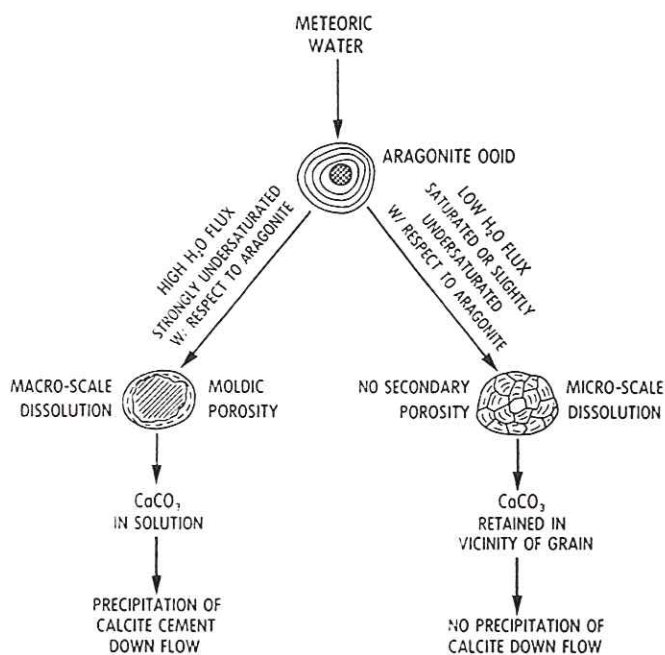 METEORIC
WATER
ARAGONITE OOID
HIGH H₂O FLUX
STRONGLY UNDERSATURATED
W/ RESPECT TO ARAGONITE
LOW H₂O FLUX
SATURATED OR SLIGHTLY
UNDERSATURATED
W/ RESPECT TO ARAGONITE
MACRO-SCALE
DISSOLUTION
MOLDIC
POROSITY
NO SECONDARY
POROSITY
MICRO-SCALE
DISSOLUTION
CaCO₃
IN SOLUTION
CaCO₃
RETAINED IN
VICINITY OF GRAIN
PRECIPITATION OF
CALCITE CEMENT
DOWN FLOW
NO PRECIPITATION OF
CALCITE DOWN FLOW